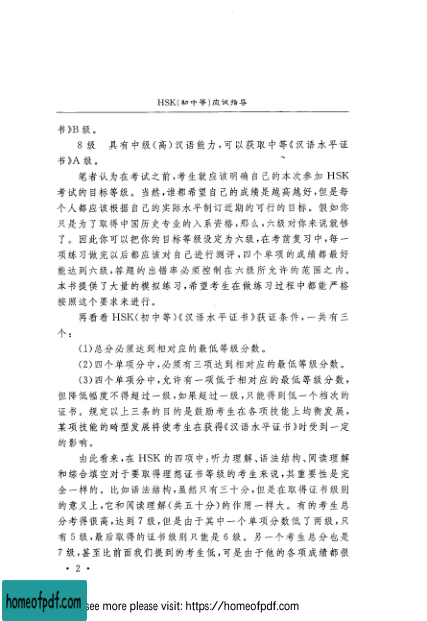 HSK(初中等)应试指导
书》B 级。
8 级 具有中级(高)汉语能力,可以获取中等《汉语水平证
书》A 级。
笔者认为在考试之前,考生就应该明确自己的本次参加 HSK
考试的目标等级。当然,谁都希望自己的成绩是越高越好,但是每
个人都应该根据自己的实际水平制订近期的可行的目标。假如你
只是为了取得中国历史专业的入系资格,那么,六级对你来说就够
了。因此你可以把你的目标等级设定为六级,在考前复习中,每一
项练习做完以后都应该对自己进行测评,四个单项的成绩都最好
能达到六级,答题的出错率必须控制在六级所允许的范围之内。
本书提供了大量的模拟练习,希望考生在做练习过程中都能严格
按照这个要求来进行。
再看看 HSK(初中等)《汉语水平证书》获证条件,一共有三
个:
(1)总分必须达到相对应的最低等级分数。
(2)四个单项分中,必须有三项达到相对应的最低等级分数。
(3)四个单项分中,允许有一项低于相对应的最低等级分数,
但降低幅度不得超过一级,如果超过一级,只能得到低一个档次的
证书。规定以上三条的目的是鼓励考生在各项技能上均衡发展,
某项技能的畸型发展将使考生在获得《汉语水平证书》时受到一定
的影响。
由此看来,在 HSK 的四项中:听力理解、语法结构、阅读理解
和综合填空对于要取得理想证书等级的考生来说,其重要性是完
全一样的。比如语法结构,虽然只有三十分,但是在取得证书级别
的意义上,它和阅读理解(共五十分)的作用一样大。有的考生总
分考得很高,达到 7 级,但是由于其中一个单项分数低了两级,只
有 5 级,最后取得的证书级别只能是 6 级。另一个考生总分也是
7 级,甚至比前面我们提到的考生低,可是由于他的各项成绩都很
· 2 ·
homeofpdf.com
see more please visit: https://homeofpdf.com